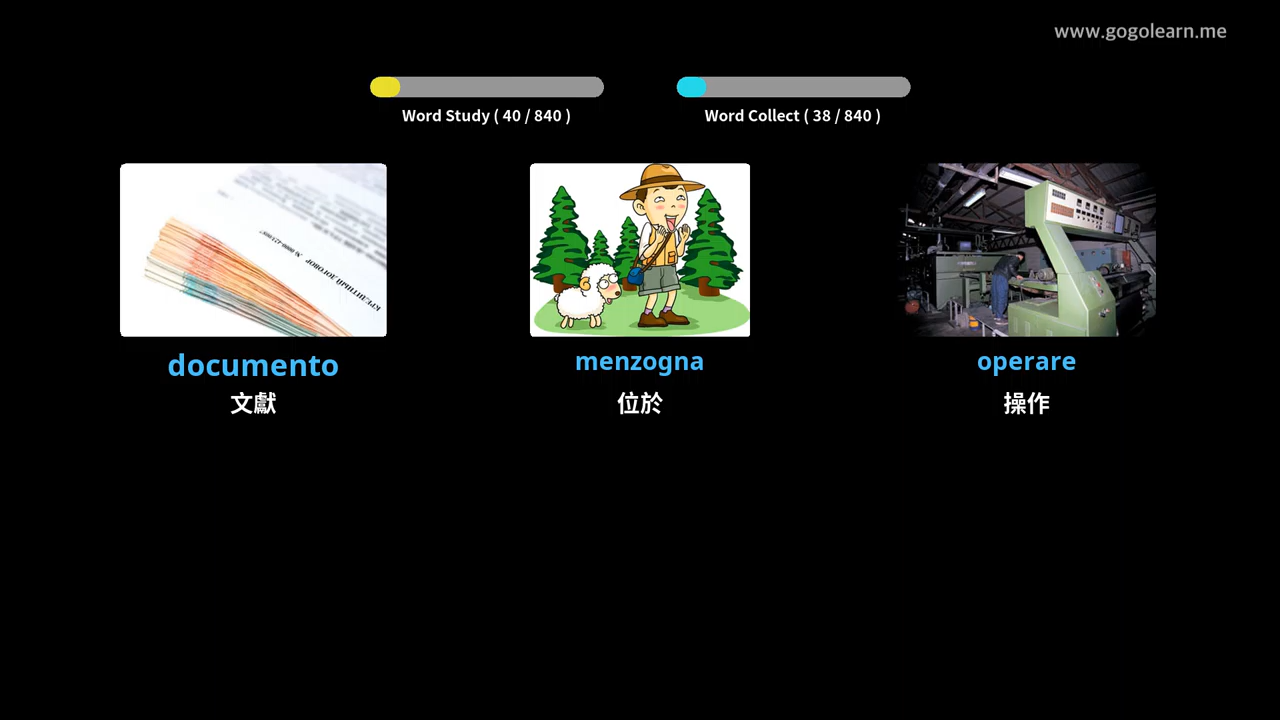 www.gogolearn.me
Word Study ( 40 / 840 )
Word Collect ( 38 / 840 )
documento
menzogna
operare
文獻
位於
操作